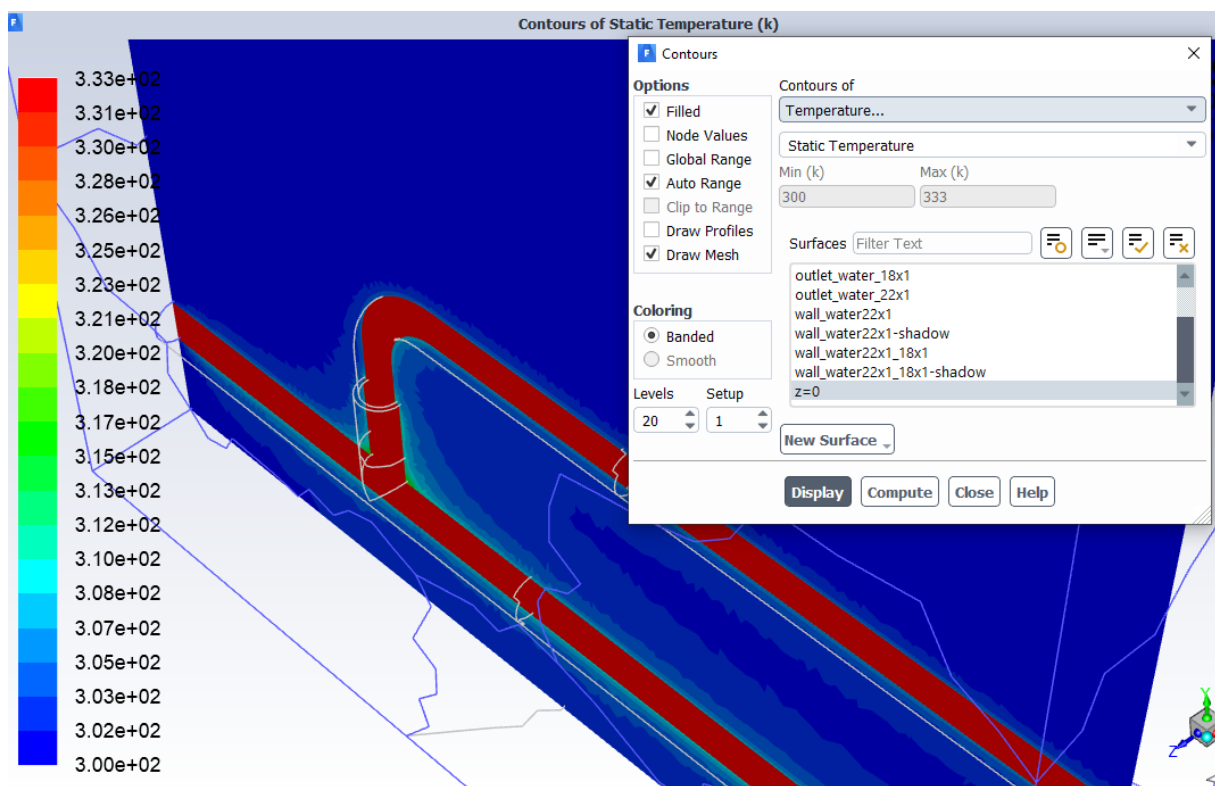 Contours of Static Temperature (k)
3.33e+02
3.31e+02
3.30e+02
3.28e+02
3.26e+02
3.25e+02
3.23e+02
3.21e+02
3.20e+02
3.18e+02
3.17e+02
3.15e+02
3.13e+02
3.12e+02
3.10e+02
3.08e+02
3.07e+02
3.05e+02
3.03e+02
3.02e+02
3.00e+02
Contours
Options
Filled
Node Values
Global Range
Auto Range
Clip to Range
Draw Profiles
Draw Mesh
Coloring
Banded
Smooth
Levels Setup
20 1
Contours of
Temperature...
Static Temperature
Min (k) Max (k)
300 333
Surfaces Filter Text
outlet_water_18x1
outlet_water_22x1
wall_water22x1
wall_water22x1-shadow
wall_water22x1_18x1
wall_water22x1_18x1-shadow
z=0
New Surface
Display Compute Close Help
Y
Z